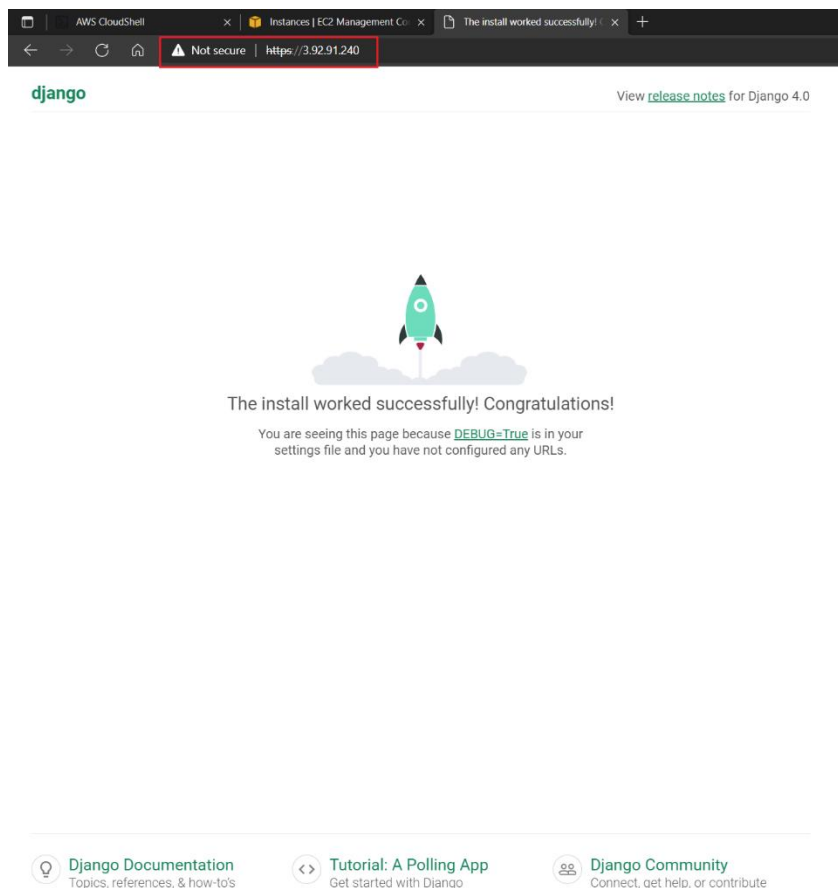 AWS CloudShell
Instances | EC2 Management Co
The install worked successfully! C
Not secure | https://3.92.91.240
django
View release notes for Django 4.0
The install worked successfully! Congratulations!
You are seeing this page because DEBUG=True is in your
settings file and you have not configured any URLs.
Django Documentation
Topics, references, & how-to's
Tutorial: A Polling App
Get started with Django
Django Community
Connect, get help, or contribute